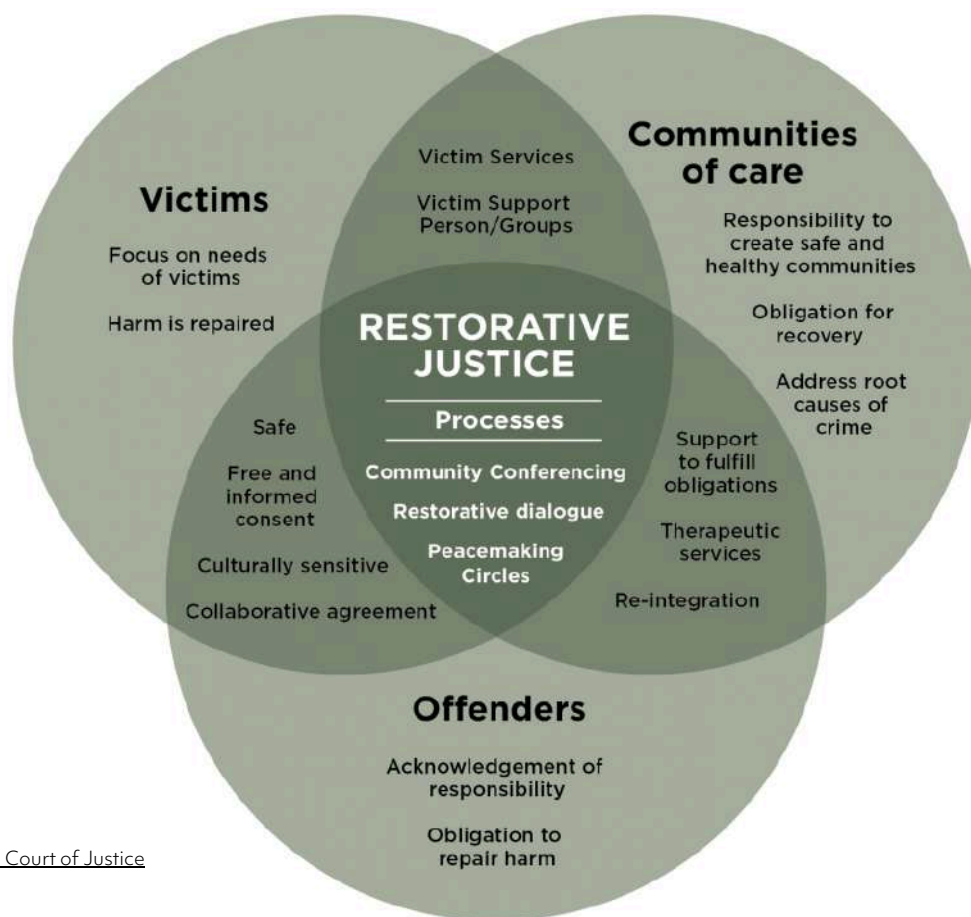 Victims
Focus on needs
of victims
Harm is repaired
Victim Services
Victim Support
Person/Groups
Communities
of care
Responsibility to
create safe and
healthy communities
Obligation for
recovery
Address root
causes of
crime
RESTORATIVE
JUSTICE
Processes
Community Conferencing
Restorative dialogue
Peacemaking
Circles
Safe
Free and
informed
consent
Culturally sensitive
Collaborative agreement
Support
to fulfill
obligations
Therapeutic
services
Re-integration
Offenders
Acknowledgement of
responsibility
Obligation to
repair harm
Court of Justice